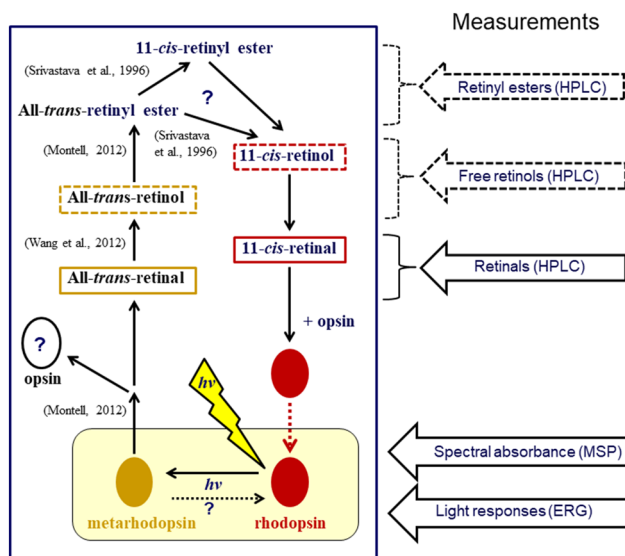 Measurements
11-cis-retinyl ester
(Srivastava et al., 1996)
?
All-trans-retinyl ester
(Srivastava
et al., 1996)
(Montell, 2012)
11-cis-retinol
All-trans-retinol
(Wang et al., 2012)
11-cis-retinal
All-trans-retinal
+ opsin
?
opsin
(Montell, 2012)
hv
hv
?
metarhodopsin
rhodopsin
Retinyl esters (HPLC)
Free retinols (HPLC)
Retinals (HPLC)
Spectral absorbance (MSP)
Light responses (ERG)